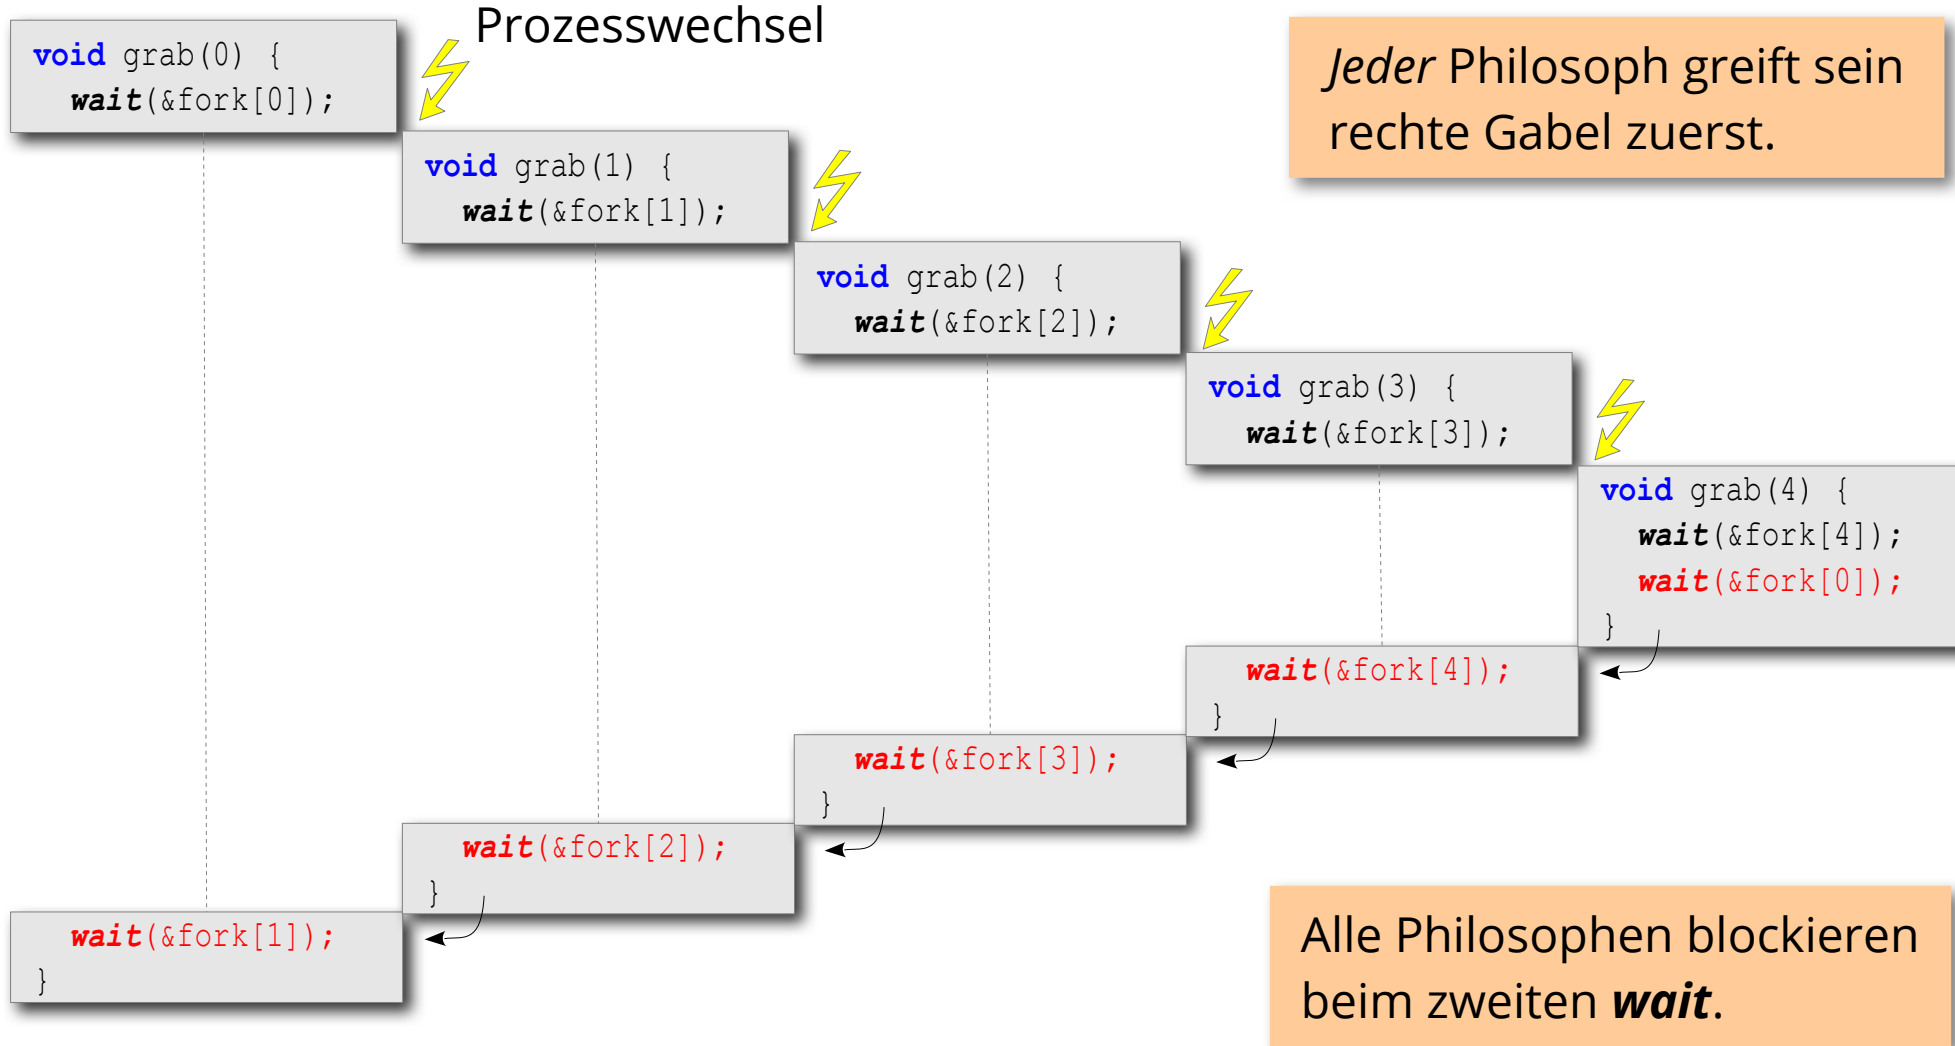 Prozesswechsel
void grab(0) {
wait(&fork[0]);
Jeder Philosoph greift sein
rechte Gabel zuerst.
void grab(1) {
wait(&fork[1]);
void grab(2) {
wait(&fork[2]);
void grab(3) {
wait(&fork[3]);
void grab(4) {
wait(&fork[4]);
wait(&fork[0]);
}
wait(&fork[4]);
}
wait(&fork[3]);
}
wait(&fork[2]);
}
wait(&fork[1]);
}
Alle Philosophen blockieren
beim zweiten wait.